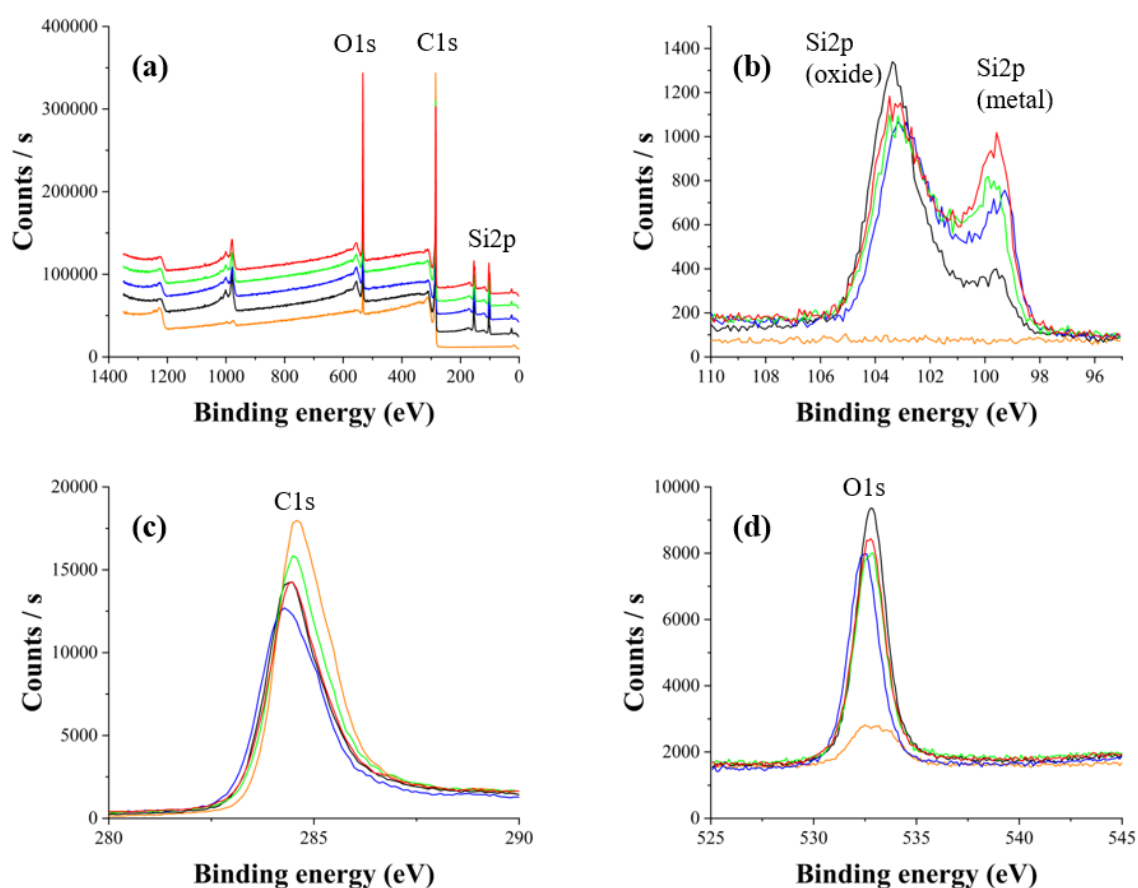 (a)
O1s
C1s
Si2p
Counts / s
400000
300000
200000
100000
0
1400 1200 1000 800 600 400 200 0
Binding energy (eV)
(b)
Si2p
(oxide)
Si2p
(metal)
Counts / s
1400
1200
1000
800
600
400
200
0
110 108 106 104 102 100 98 96
Binding energy (eV)
(c)
C1s
Counts / s
20000
15000
10000
5000
0
280 285 290
Binding energy (eV)
(d)
O1s
Counts / s
10000
8000
6000
4000
2000
0
525 530 535 540 545
Binding energy (eV)